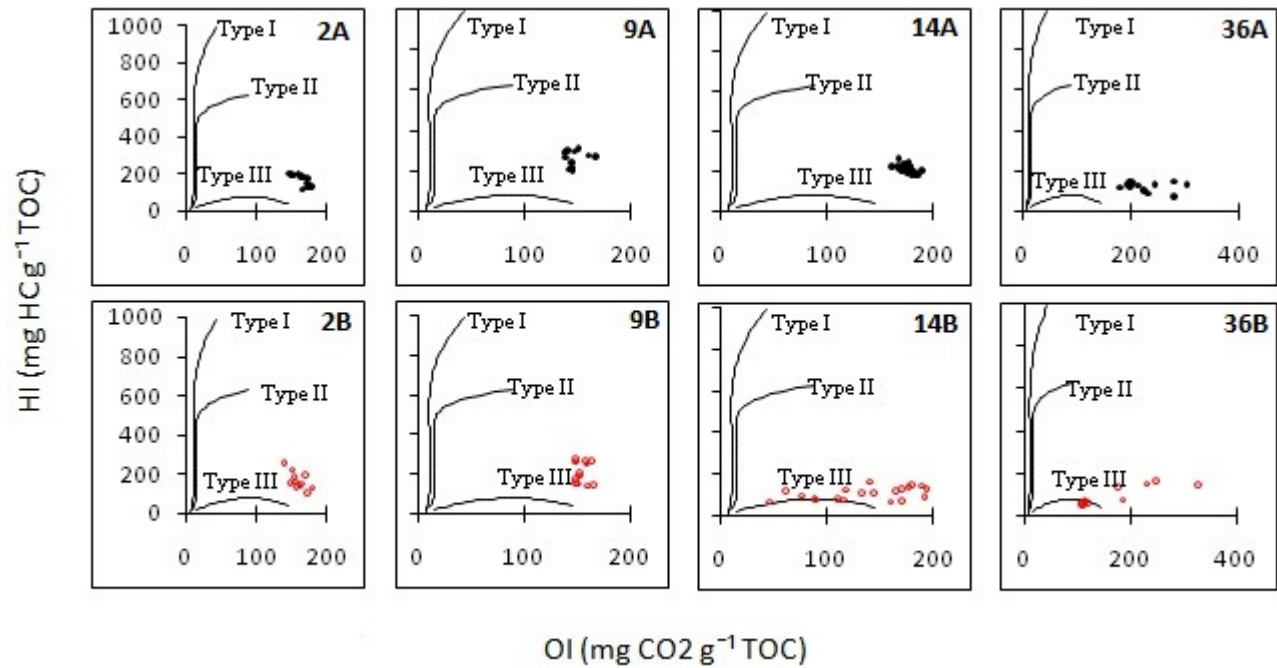 HI (mg HC g⁻¹ TOC)
2A
1000
800
600
400
200
0
Type I
Type II
Type III
0 100 200
9A
Type I
Type II
Type III
0 100 200
14A
Type I
Type II
Type III
0 100 200
36A
Type I
Type II
Type III
0 200 400
2B
1000
800
600
400
200
0
Type I
Type II
Type III
0 100 200
9B
Type I
Type II
Type III
0 100 200
14B
Type I
Type II
Type III
0 100 200
36B
Type I
Type II
Type III
0 200 400
OI (mg CO2 g⁻¹ TOC)